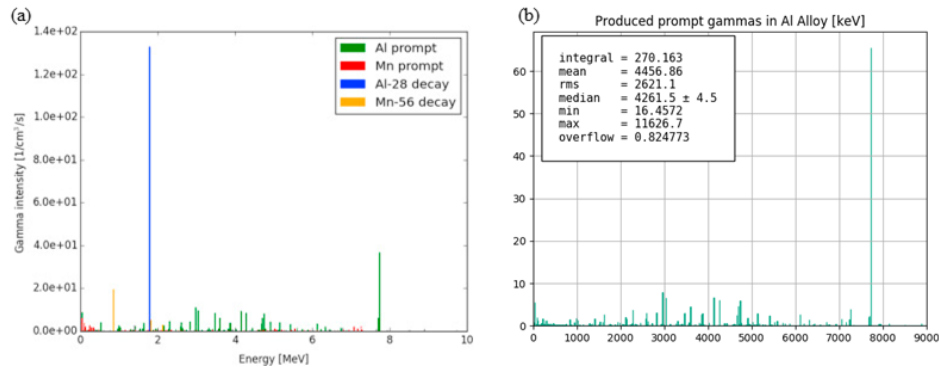 (a)
1.4e+02
1.2e+02
1.0e+02
8.0e+01
6.0e+01
4.0e+01
2.0e+01
0.0e+00
Gamma intensity [1/cm³/s]
Al prompt
Mn prompt
Al-28 decay
Mn-56 decay
0 2 4 6 8 10
Energy [MeV]
(b)
Produced prompt gammas in Al Alloy [keV]
integral = 270.163
mean = 4456.86
rms = 2621.1
median = 4261.5 ± 4.5
min = 16.4572
max = 11626.7
overflow = 0.824773
60
50
40
30
20
10
0
0 1000 2000 3000 4000 5000 6000 7000 8000 9000